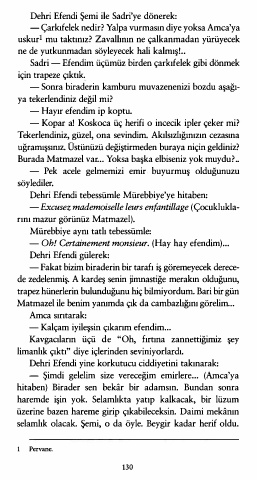 Dehri Efendi Şemi ile Sadri'ye dönerek:
— Çarkıfelek nedir? Yalpa vurmasın diye yoksa Amca'ya
uskur¹ mu taktınız? Zavallının ne çalkanmadan yürüyecek
ne de yutkunmadan söyleyecek hali kalmış!..
Sadri — Efendim üçümüz birden çarkıfelek gibi dönmek
için trapeze çıktık.
— Sonra biraderin kamburu muvazenenizi bozdu aşağı-
ya tekerlendiniz değil mi?
— Hayır efendim ip koptu.
— Kopar a! Koskoca üç herifi o incecik ipler çeker mi?
Tekerlendiniz, güzel, ona sevindim. Akılsızlığınızın cezasına
uğramışsınız. Üstünüzü değiştirmeden buraya niçin geldiniz?
Burada Matmazel var... Yoksa başka elbiseniz yok muydu?..
— Pek acele gelmemizi emir buyurmuş olduğunuzu
söylediler.
Dehri Efendi tebessümle Mürebbiye'ye hitaben:
— Excusez mademoiselle leurs enfantillage (Çocuklukla-
rını mazur görünüz Matmazel).
Mürebbiye aynı tatlı tebessümle:
— Oh! Certainement monsieur. (Hay hay efendim)...
Dehri Efendi gülerek:
— Fakat bizim biraderin bir tarafı iş göremeyecek derece-
de zedelenmiş. A kardeş senin jimnastiğe merakın olduğunu,
trapez hünerlerin bulunduğunu hiç bilmiyordum. Bari bir gün
Matmazel ile benim yanımda çık da cambazlığını görelim...
Amca sırıtarak:
— Kalçam iyileşsin çıkarım efendim...
Kavgacıların üçü de "Oh, fırtına zannettiğimiz şey
limanlık çıktı" diye içlerinden seviniyorlardı.
Dehri Efendi yine korkutucu ciddiyetini takınarak:
— Şimdi gelelim size vereceğim emirlere... (Amca'ya
hitaben) Birader sen bekâr bir adamsın. Bundan sonra
haremde işin yok. Selamlıkta yatıp kalkacak, bir lüzum
üzerine bazen hareme girip çıkabileceksin. Daimi mekânın
selamlık olacak. Şemi, o da öyle. Beygir kadar herif oldu.
1 Pervane.
130